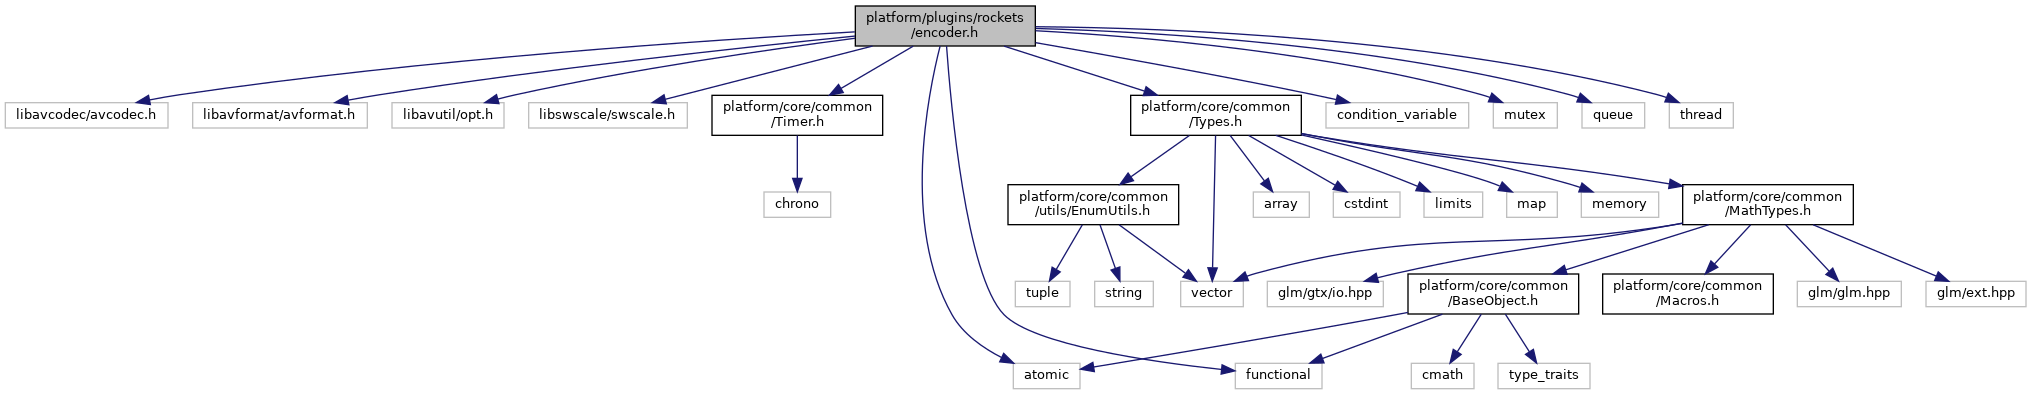 platform/plugins/rockets
/encoder.h
libavcodec/avcodec.h
libavformat/avformat.h
libavutil/opt.h
libswscale/swscale.h
platform/core/common
/Timer.h
platform/core/common
/Types.h
condition_variable
mutex
queue
thread
chrono
platform/core/common
/utils/EnumUtils.h
array
cstdint
limits
map
memory
platform/core/common
/MathTypes.h
tuple
string
vector
glm/gtx/io.hpp
platform/core/common
/BaseObject.h
platform/core/common
/Macros.h
glm/glm.hpp
glm/ext.hpp
atomic
functional
cmath
type_traits